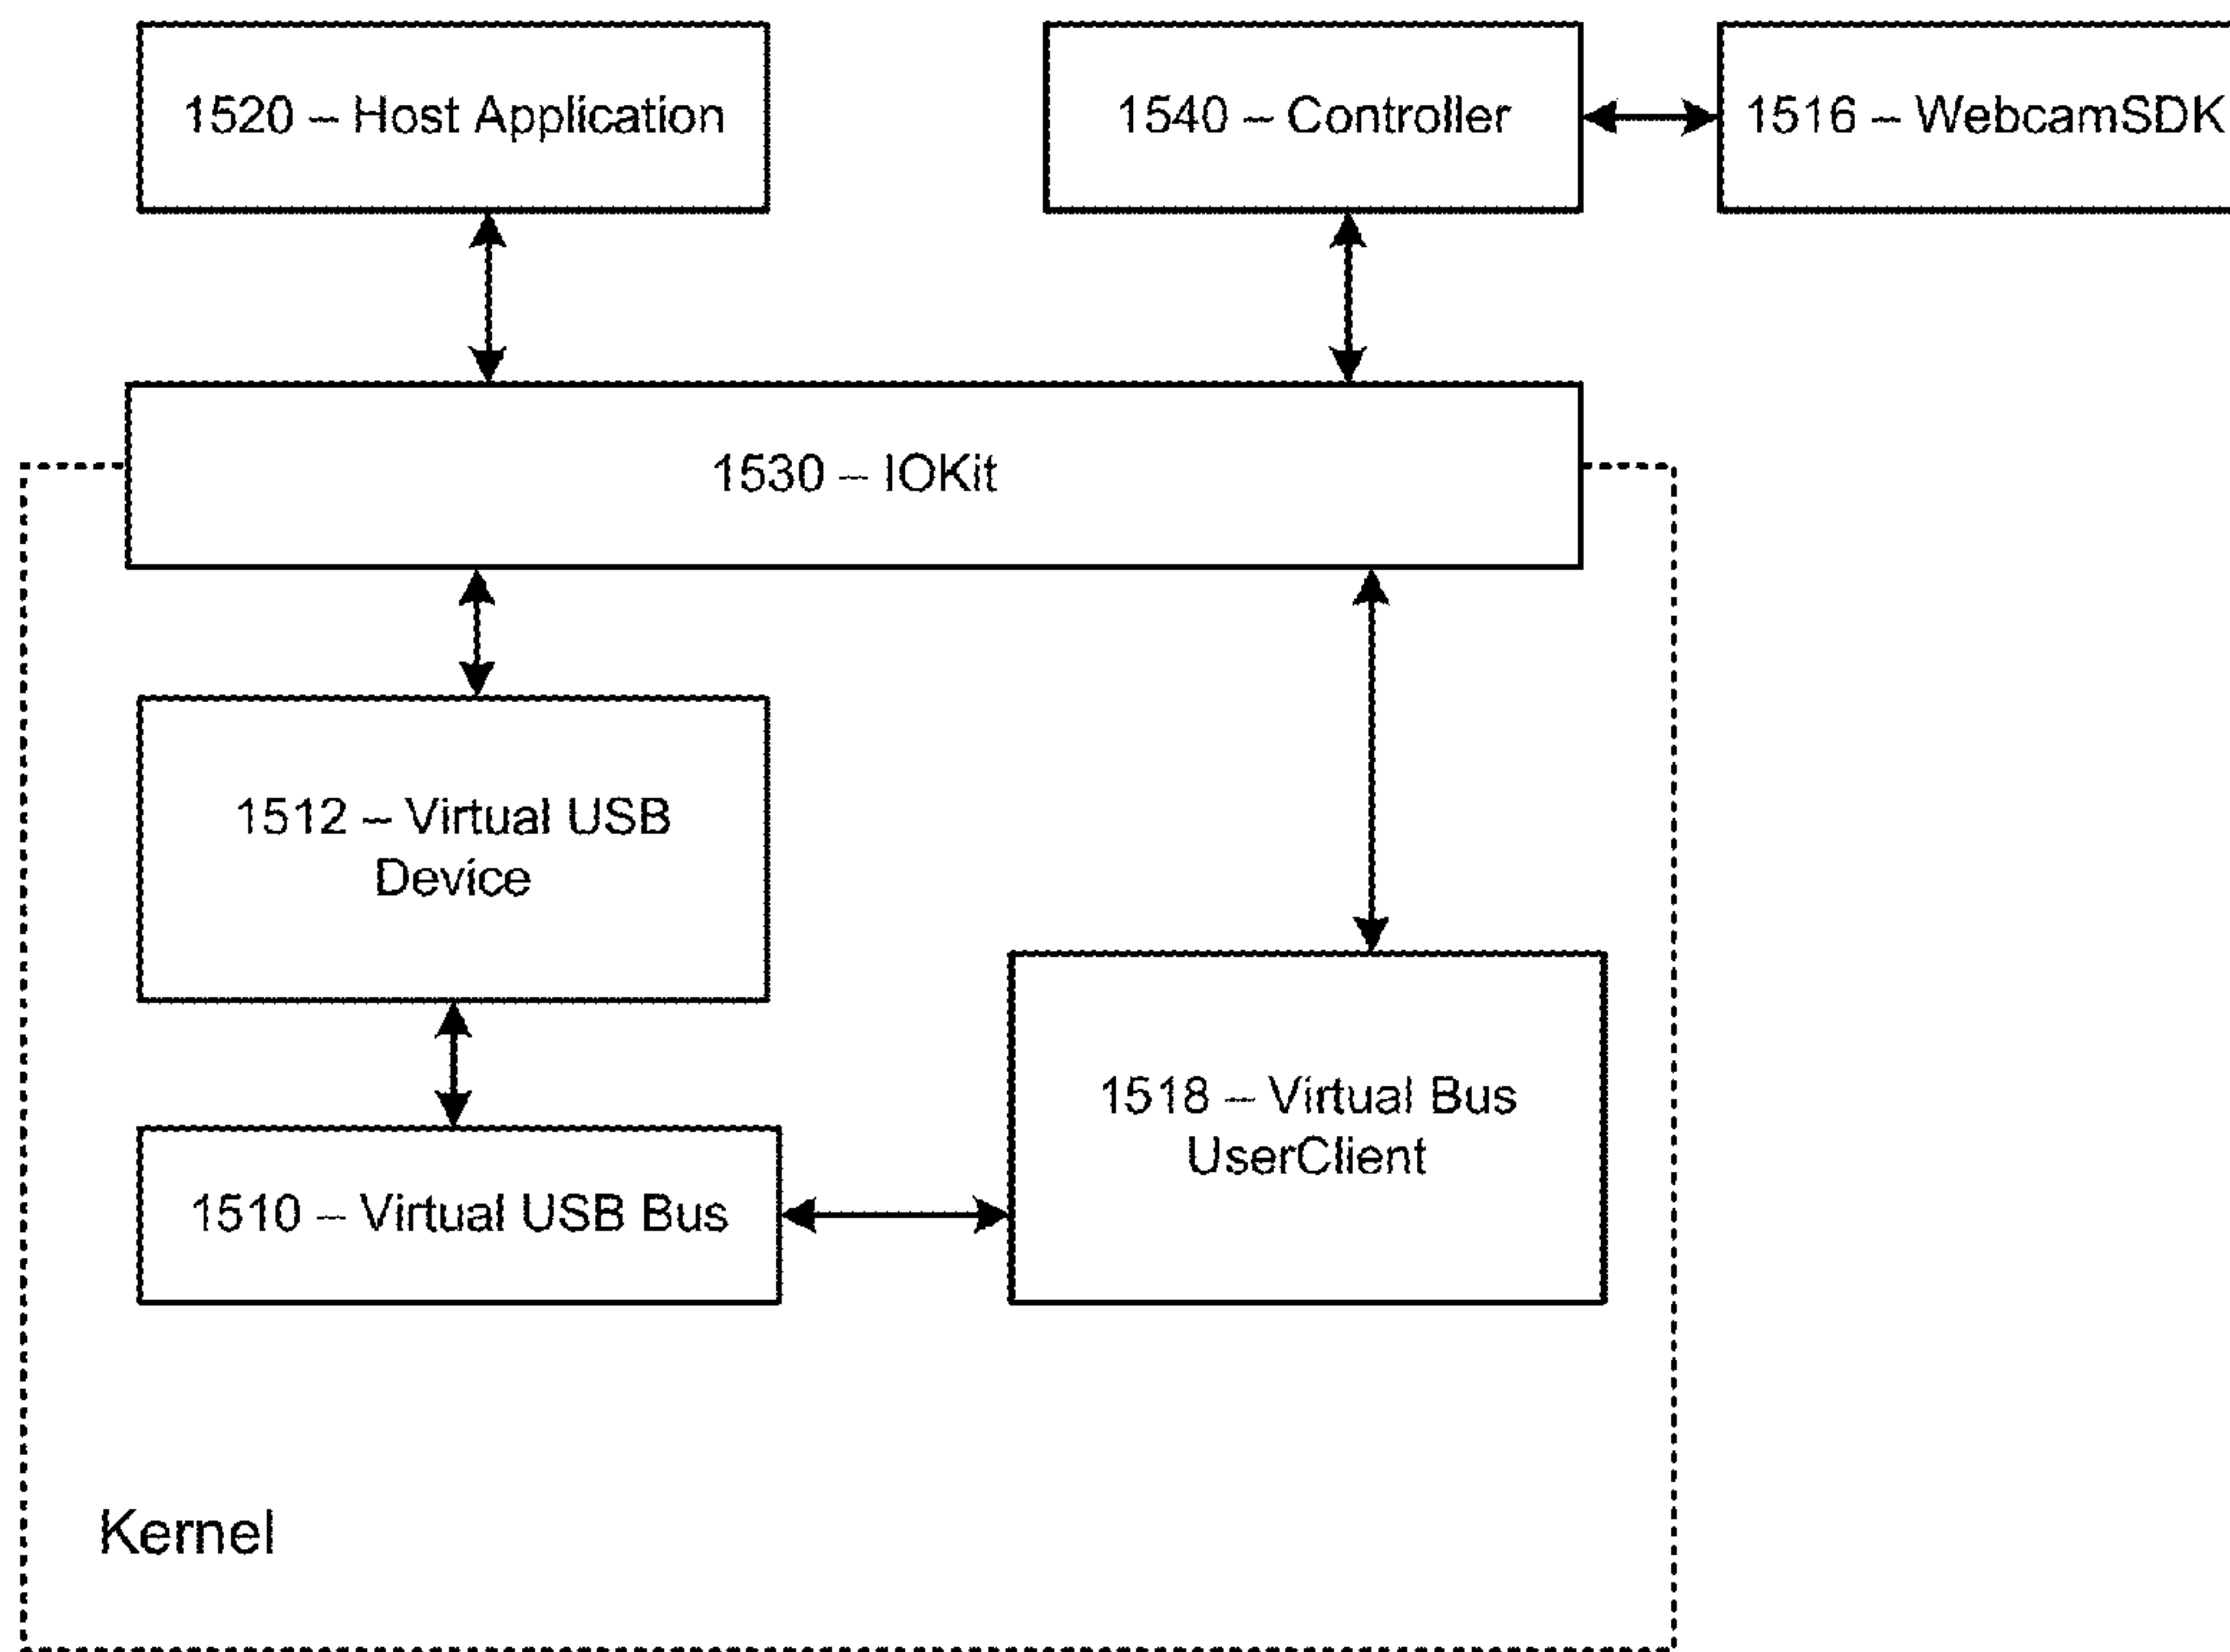 1520 – Host Application
1540 – Controller
1516 – WebcamSDK
1530 – IOKit
1512 – Virtual USB
Device
1518 – Virtual Bus
UserClient
1510 – Virtual USB Bus
Kernel